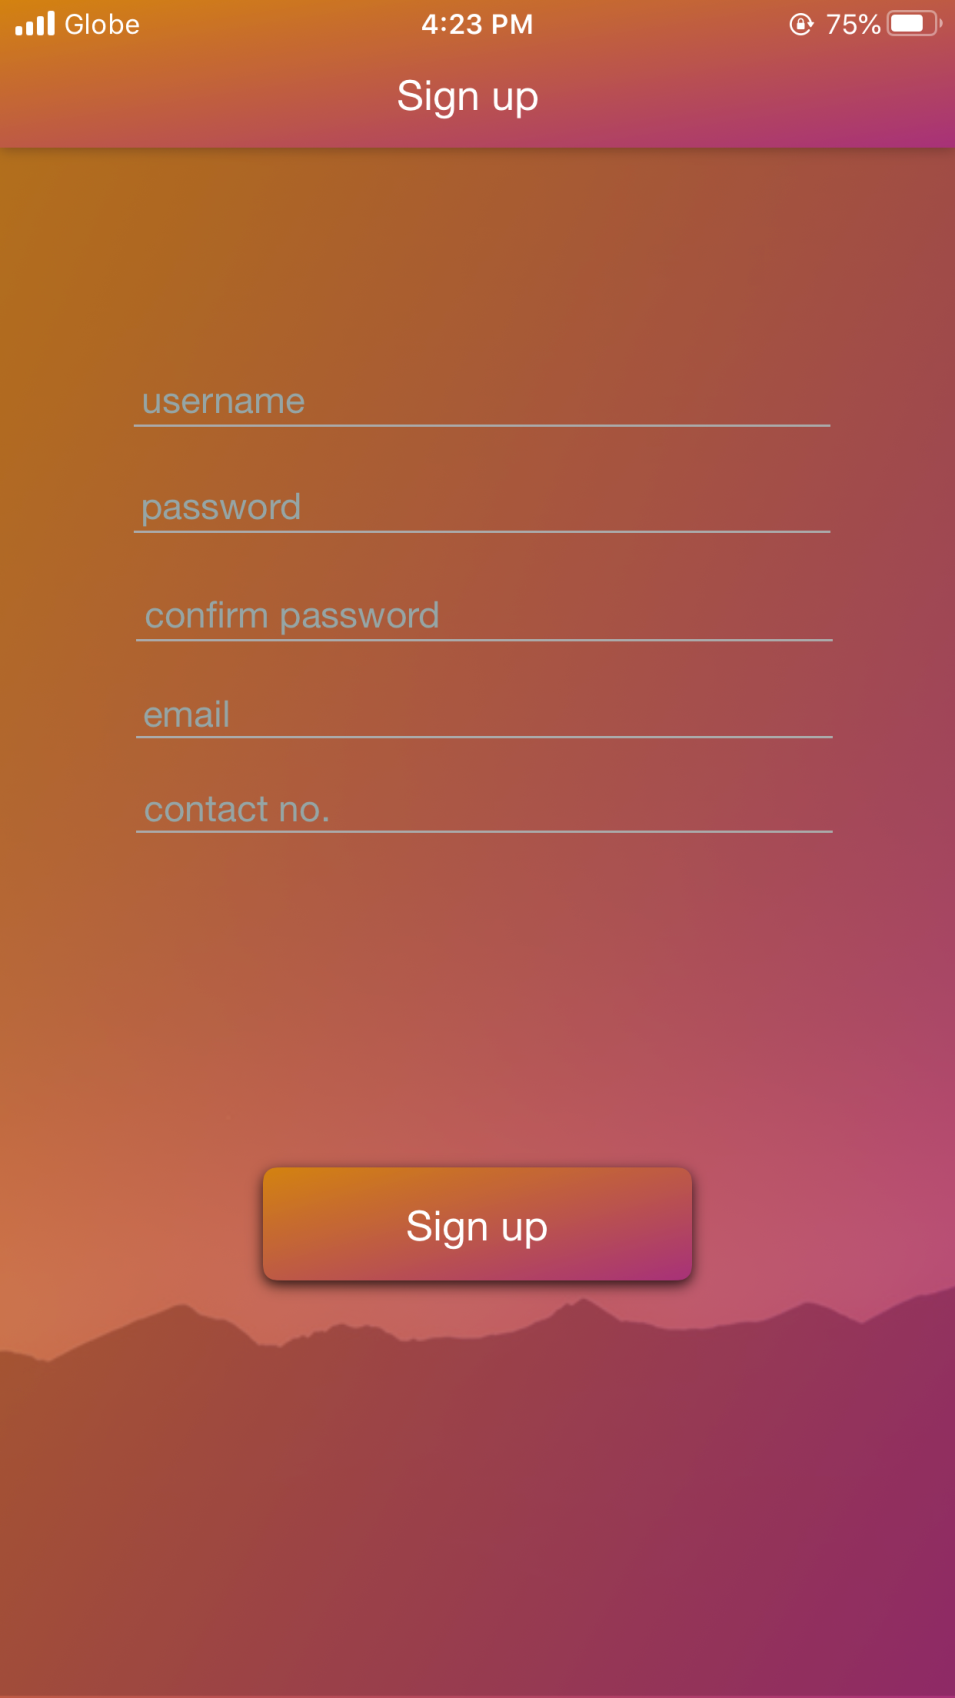 Globe 4:23 PM 75%
Sign up
username
password
confirm password
email
contact no.
Sign up